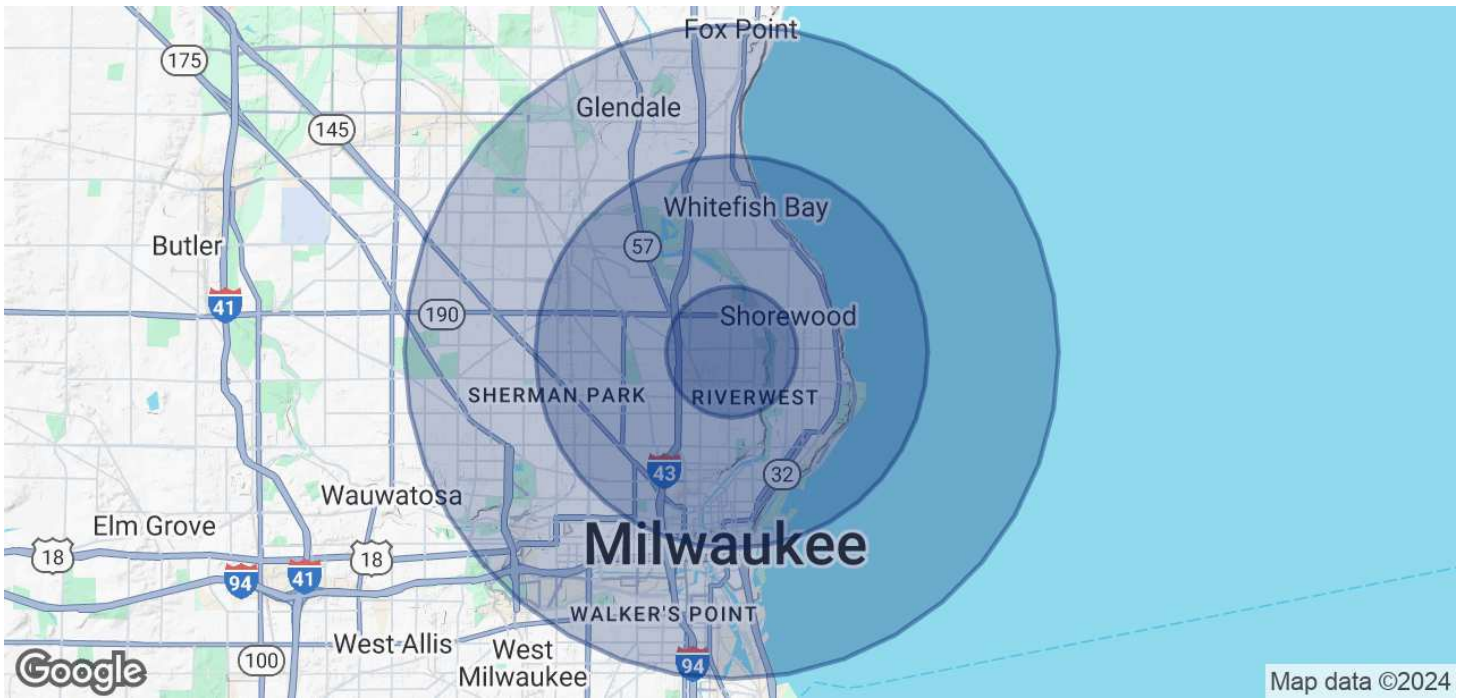 Fox Point
175
Glendale
145
Whitefish Bay
57
Butler
41
190
Shorewood
SHERMAN PARK
RIVERWEST
43
32
Wauwatosa
Elm Grove
Milwaukee
18
18
94
41
WALKER'S POINT
West Allis
West
Milwaukee
100
94
Google
Map data ©2024